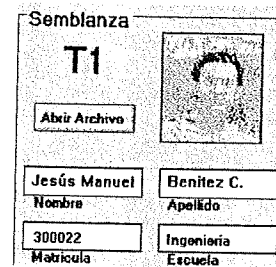 Semblanza
T1
Abrir Archivo
Jesús Manuel
Benitez C.
Nombre
Apellido
300022
Ingenieria
Matricula
Escuela